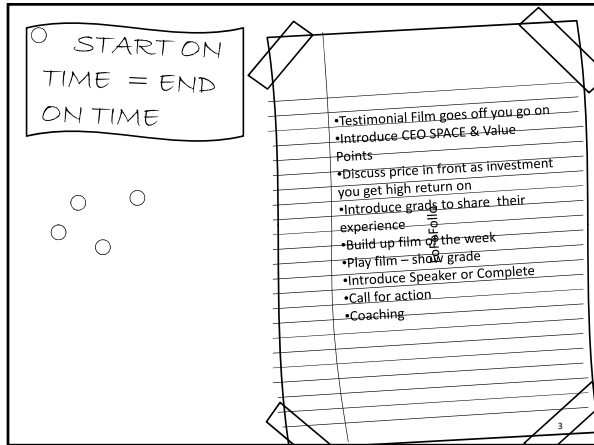 START ON
TIME = END
ON TIME
•Testimonial Film goes off you go on
•Introduce CEO SPACE & Value
Points
•Discuss price in front as investment
you get high return on
•Introduce grads to share their
experience
•Build up film of the week
•Play film – show grade
•Introduce Speaker or Complete
•Call for action
•Coaching
3